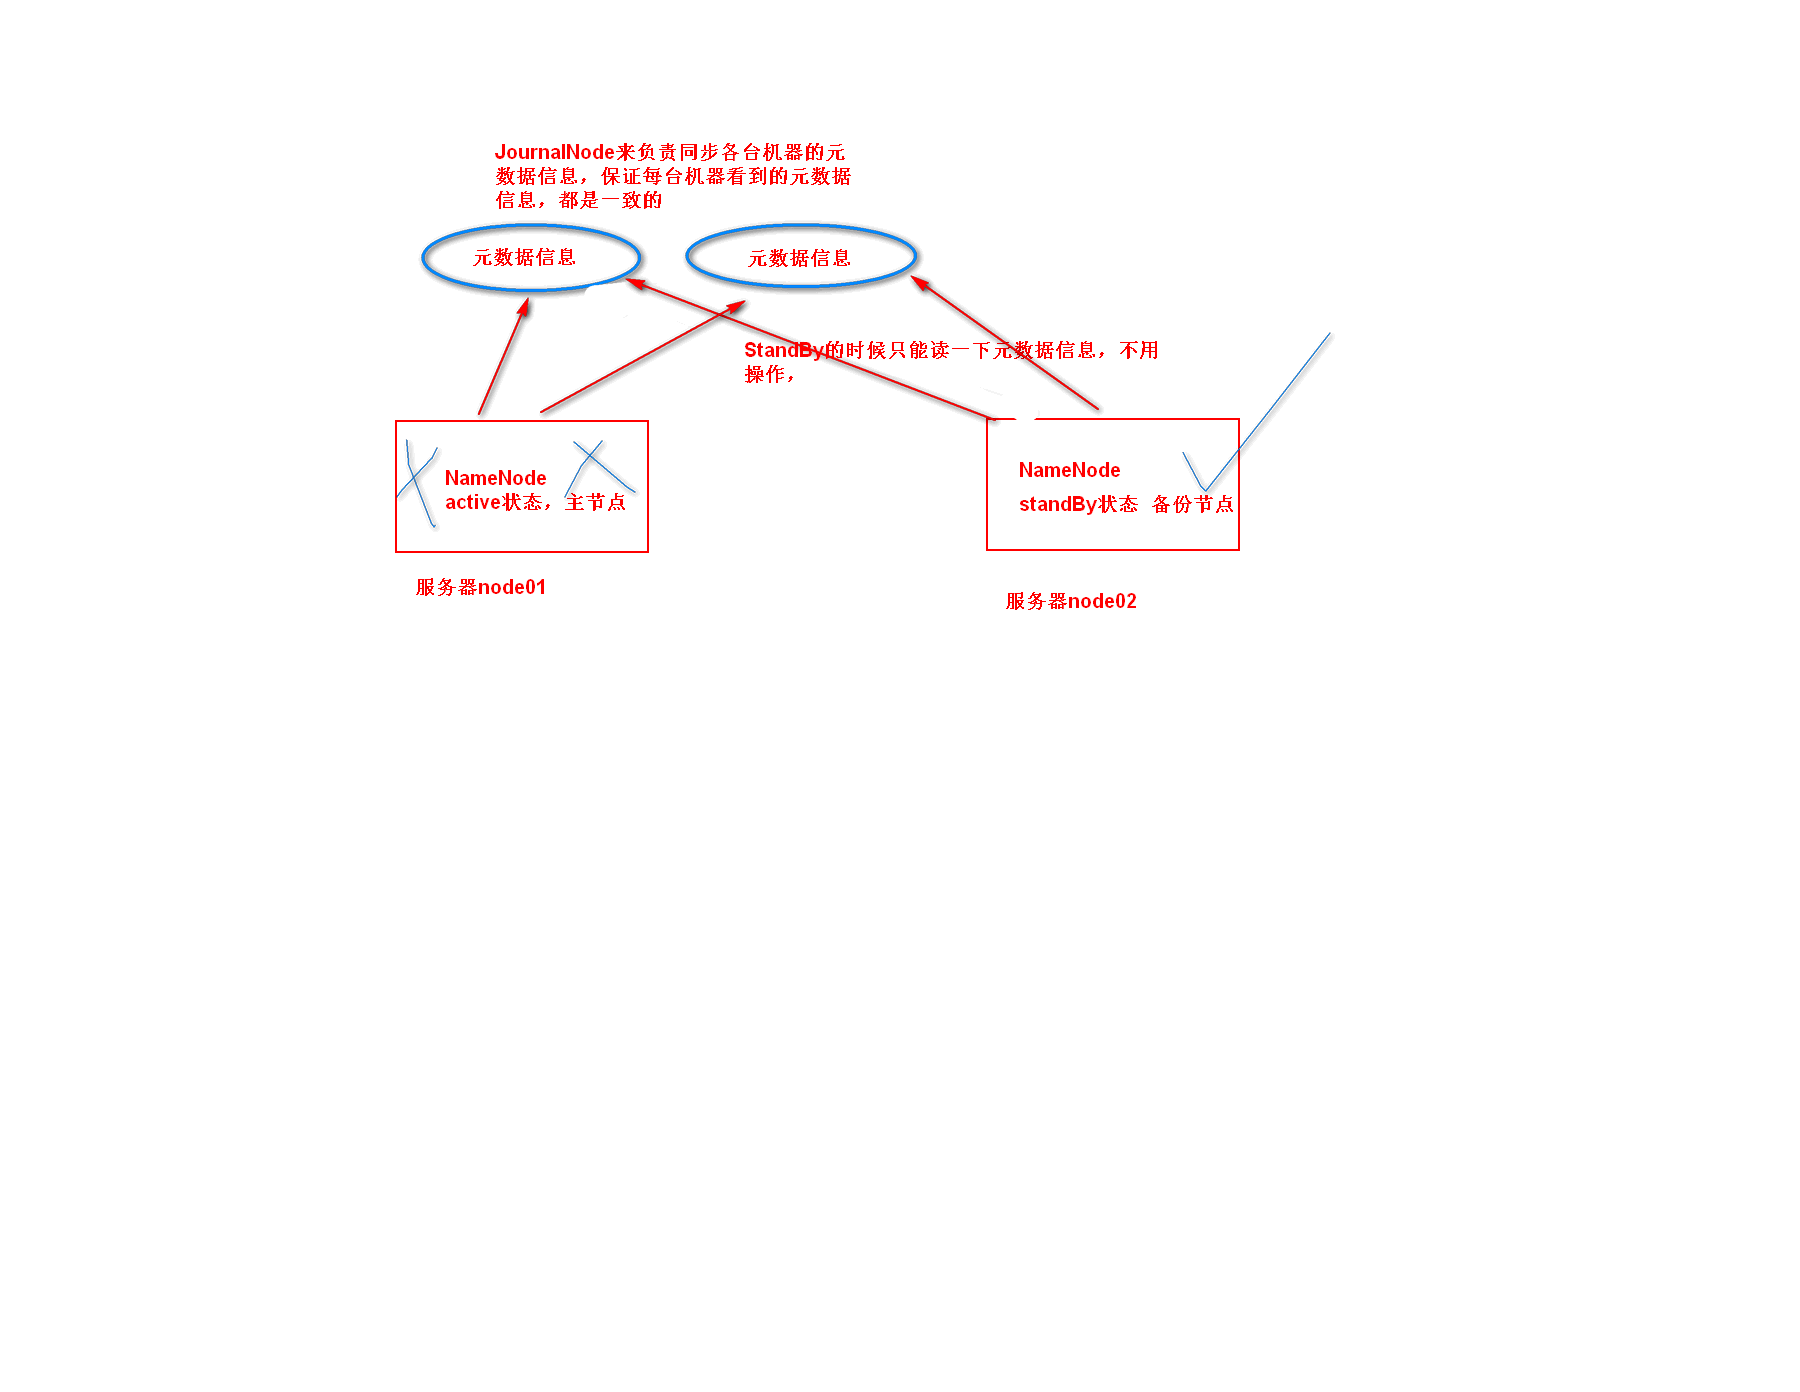 JournalNode来负责同步各台机器的元
数据信息，保证每台机器看到的元数据
信息，都是一致的
元数据信息
元数据信息
StandBy的时候只能读一下元数据信息，不用
操作，
NameNode
active状态，主节点
NameNode
standBy状态 备份节点
服务器node01
服务器node02